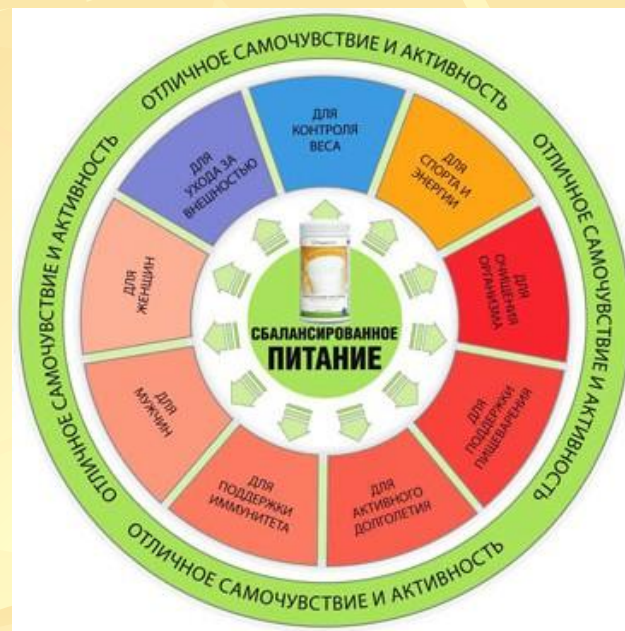 ОТЛИЧНОЕ САМОЧУВСТВИЕ И АКТИВНОСТЬ
ОТЛИЧНОЕ САМОЧУВСТВИЕ И АКТИВНОСТЬ
ОТЛИЧНОЕ САМОЧУВСТВИЕ И АКТИВНОСТЬ
ОТЛИЧНОЕ САМОЧУВСТВИЕ И АКТИВНОСТЬ
ДЛЯ
КОНТРОЛЯ
ВЕСА
ДЛЯ
СПОРТА И
ЭНЕРГИИ
ДЛЯ
ОЧИЩЕНИЯ
ОРГАНИЗМА
ДЛЯ
ПОДДЕРЖКИ
ПИЩЕВАРЕНИЯ
ДЛЯ
АКТИВНОГО
ДОЛГОЛЕТИЯ
ДЛЯ
ПОДДЕРЖКИ
ИММУНИТЕТА
ДЛЯ
МУЖЧИН
ДЛЯ
ЖЕНЩИН
ДЛЯ
УХОДА ЗА
ВНЕШНОСТЬЮ
СБАЛАНСИРОВАННОЕ
ПИТАНИЕ